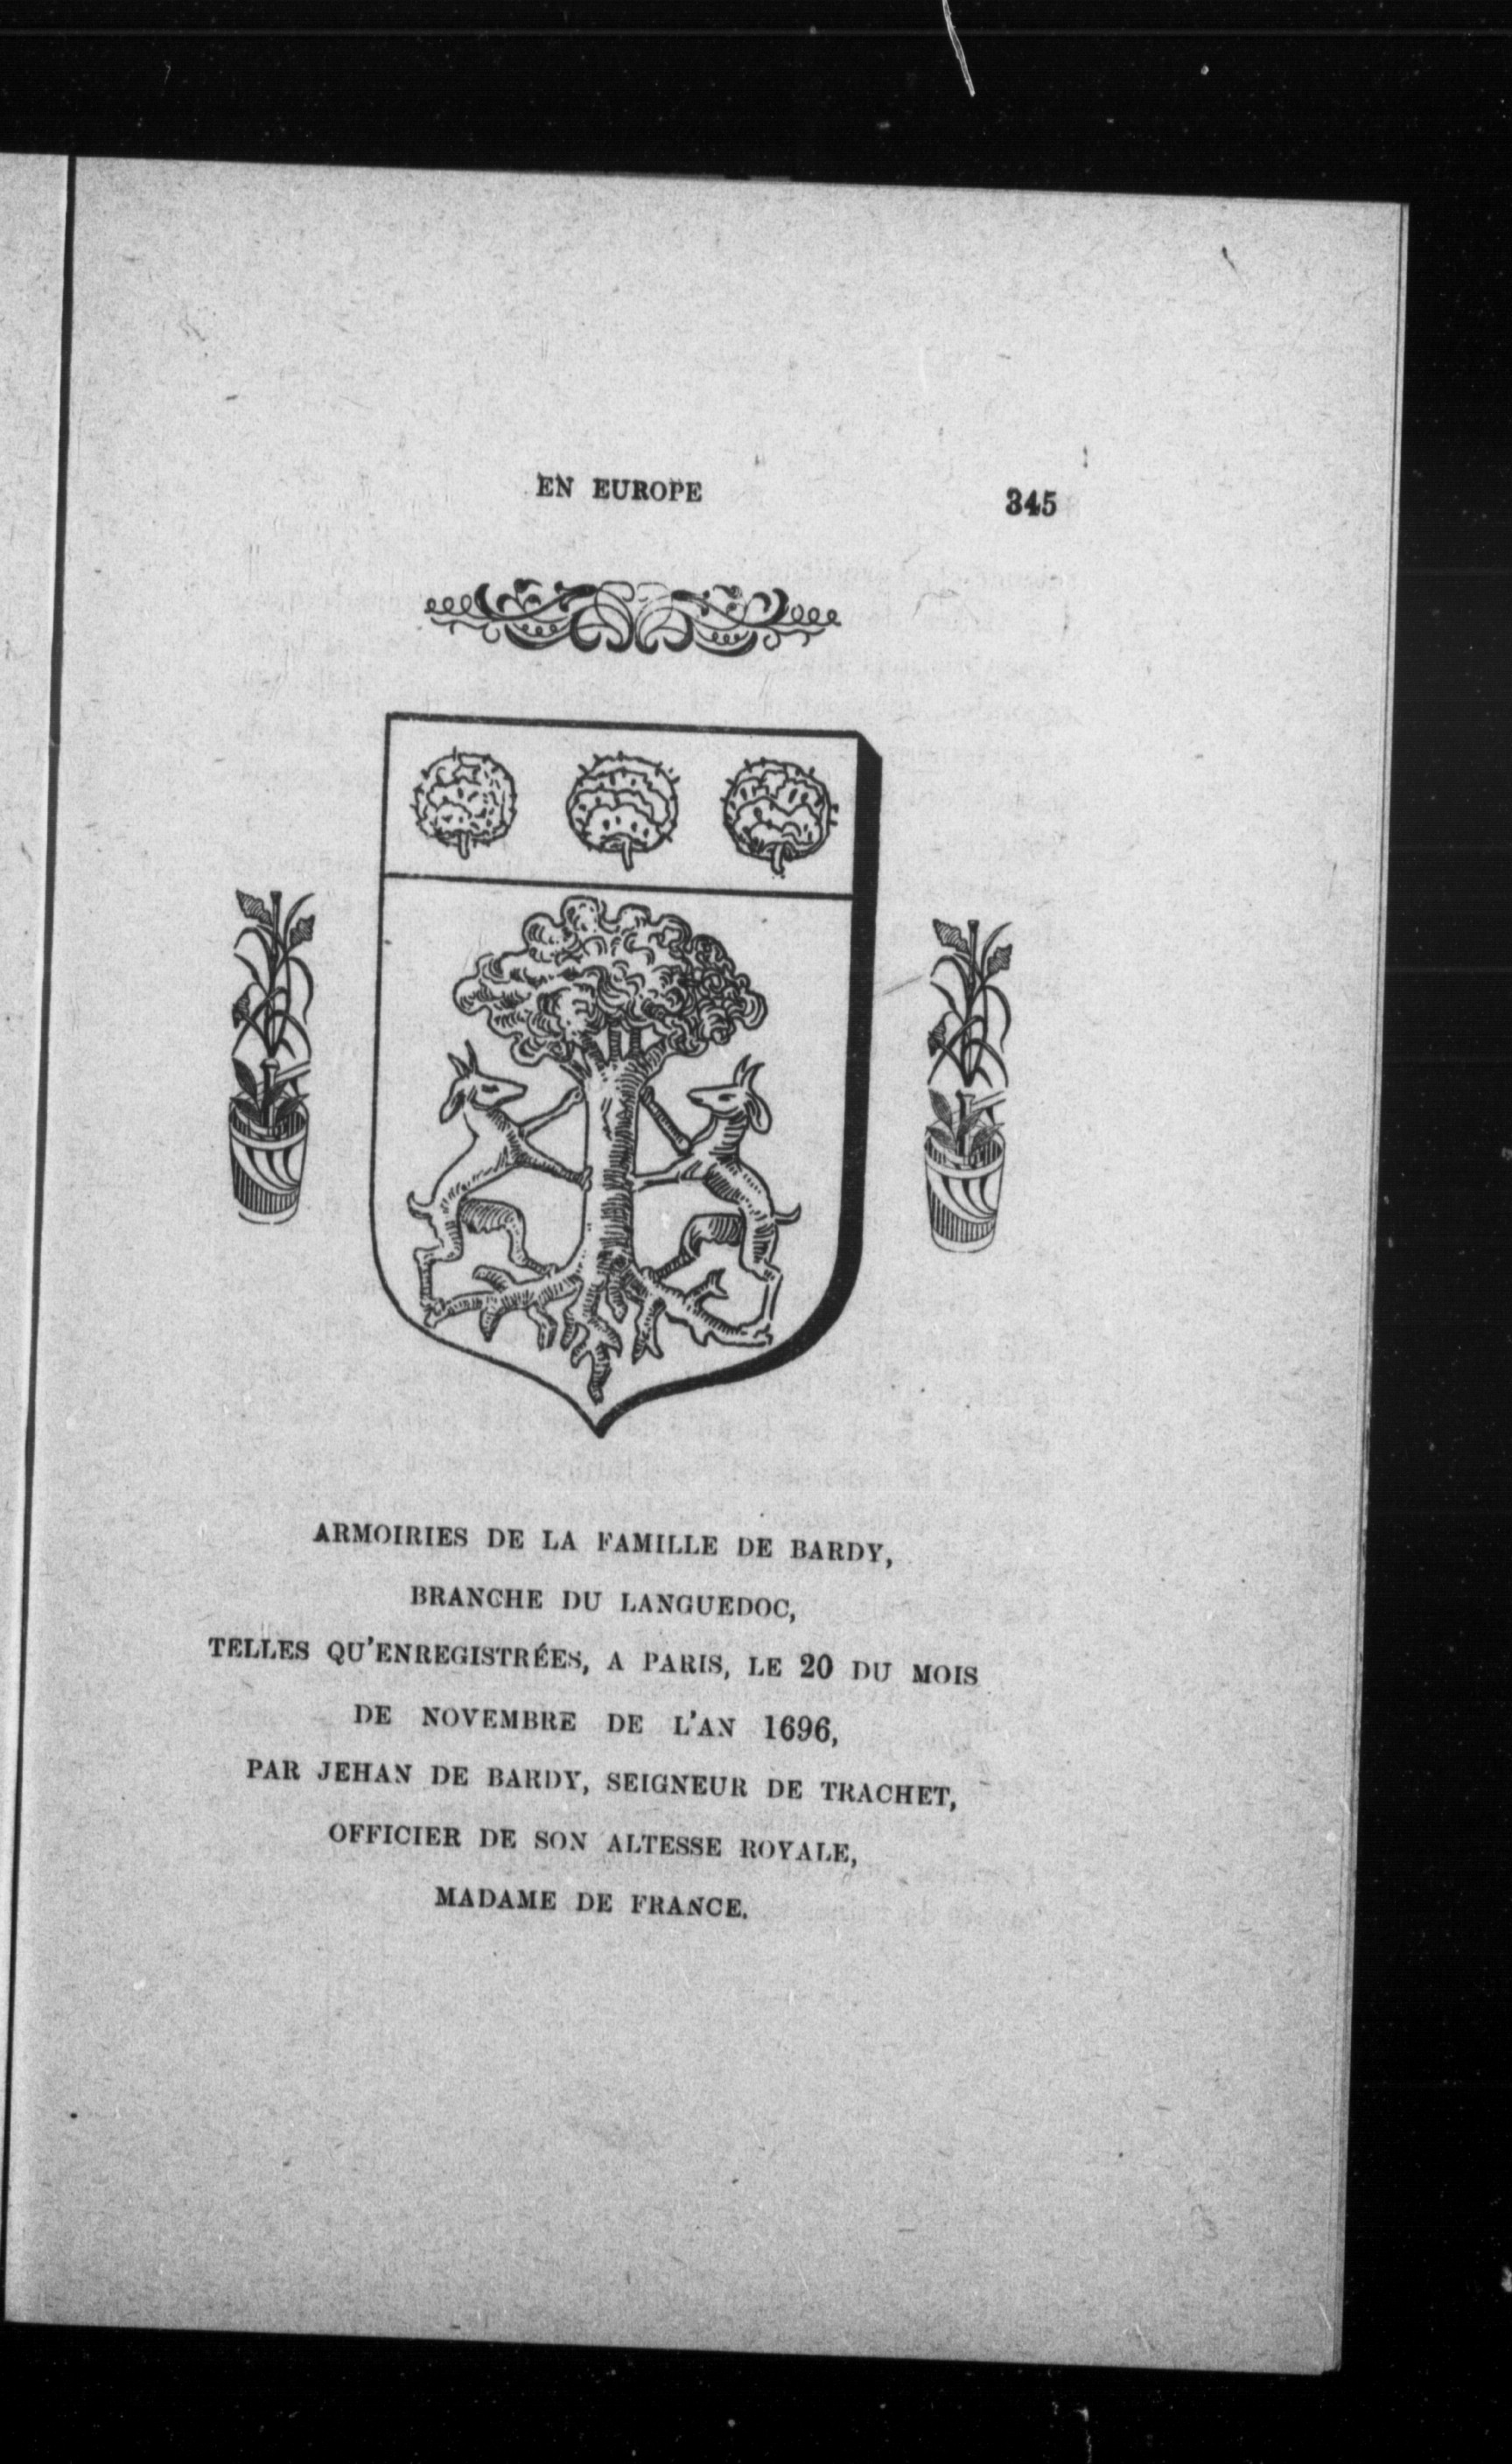 EN EUROPE 345
ARMOIRIES DE LA FAMILLE DE BARDY,
BRANCHE DU LANGUEDOC,
TELLES QU'ENREGISTRÉES, A PARIS, LE 20 DU MOIS
DE NOVEMBRE DE L'AN 1696,
PAR JEHAN DE BARDY, SEIGNEUR DE TRACHET,
OFFICIER DE SON ALTESSE ROYALE,
MADAME DE FRANCE.